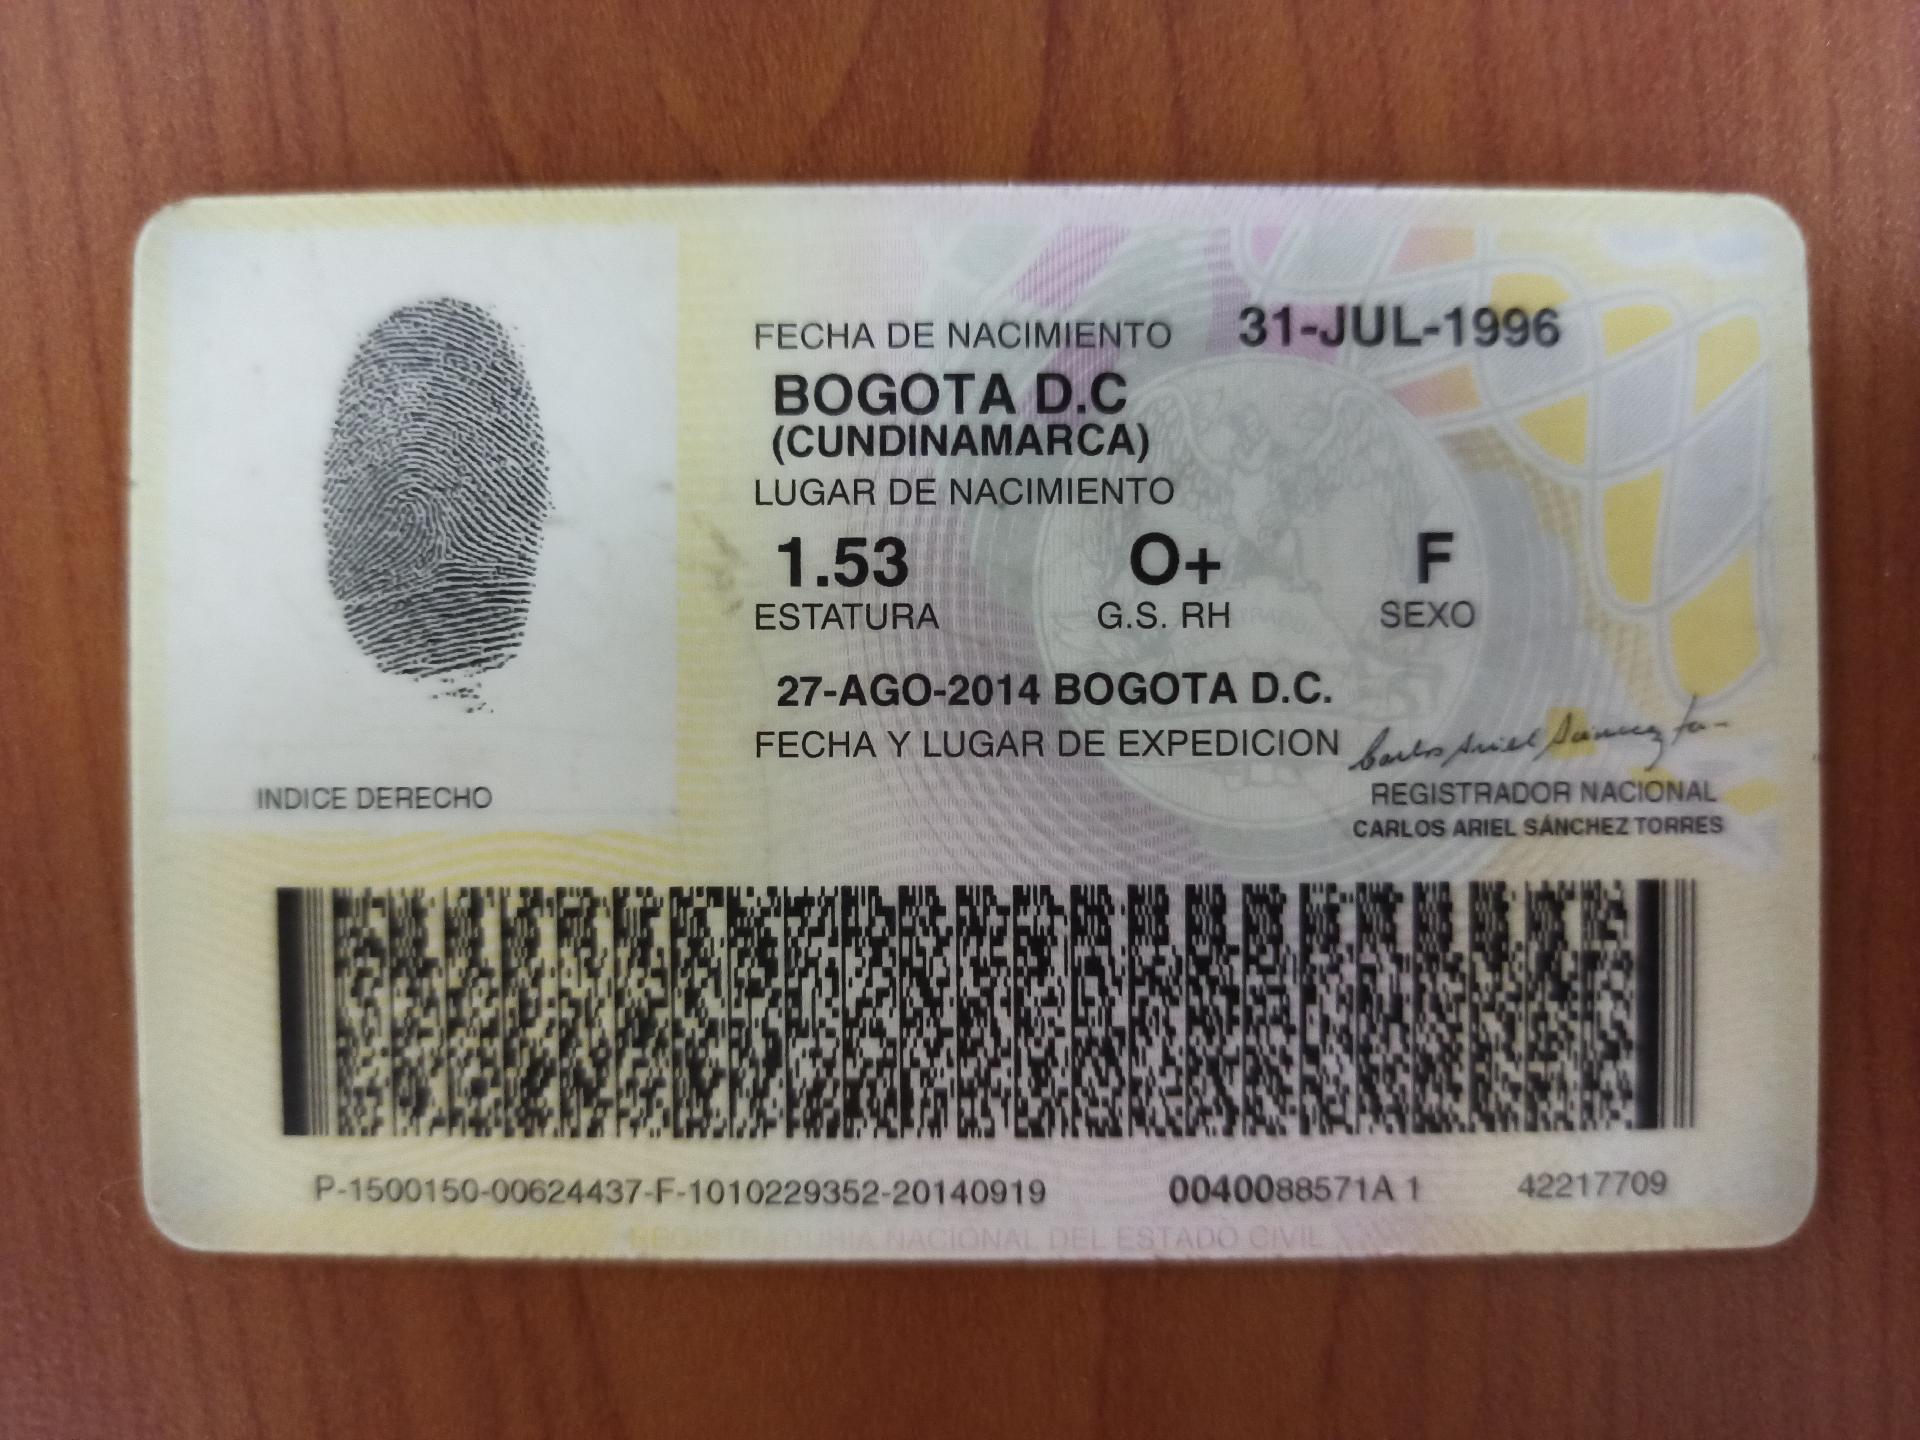 FECHA DE NACIMIENTO 31-JUL-1996
BOGOTA D.C
(CUNDINAMARCA)
LUGAR DE NACIMIENTO
1.53 O+ F
ESTATURA G.S. RH SEXO
27-AGO-2014 BOGOTA D.C.
FECHA Y LUGAR DE EXPEDICION
Carlos Ariel Sánchez To
INDICE DERECHO
REGISTRADOR NACIONAL
CARLOS ARIEL SÁNCHEZ TORRES
P-1500150-00624437-F-1010229352-20140919 0040088571A 1 42217709
REGISTRADURIA NACIONAL DEL ESTADO CIVIL